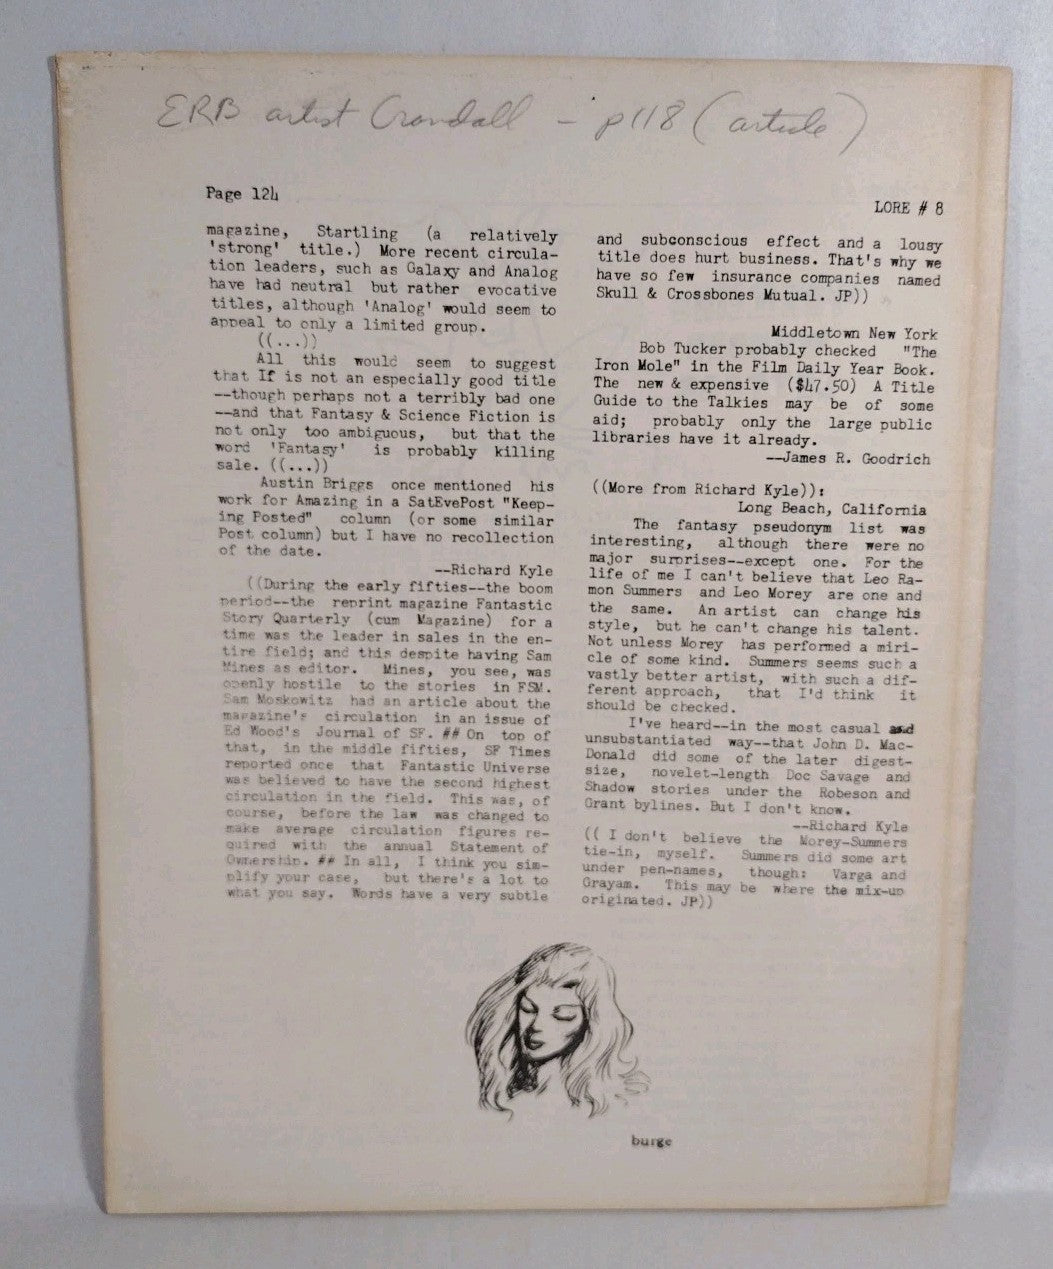 ERB artist Crandall - p118 (article)
Page 124
LORE # 8
magazine, Startling (a relatively
'strong' title.) More recent circula-
tion leaders, such as Galaxy and Analog
have had neutral but rather evocative
titles, although 'Analog' would seem to
appeal to only a limited group.
((...))
All this would seem to suggest
that If is not an especially good title
--though perhaps not a terribly bad one
--and that Fantasy & Science Fiction is
not only too ambiguous, but that the
word 'Fantasy' is probably killing
sale. ((...))
Austin Briggs once mentioned his
work for Amazing in a SatEvePost "Keep-
ing Posted" column (or some similar
Post column) but I have no recollection
of the date.
--Richard Kyle
((During the early fifties--the boom
period--the reprint magazine Fantastic
Story Quarterly (cum Magazine) for a
time was the leader in sales in the en-
tire field; and this despite having Sam
Mines as editor. Mines, you see, was
openly hostile to the stories in FSM.
Sam Moskowitz had an article about the
magazine's circulation in an issue of
Ed Wood's Journal of SF. ## On top of
that, in the middle fifties, SF Times
reported once that Fantastic Universe
was believed to have the second highest
circulation in the field. This was, of
course, before the law was changed to
make average circulation figures re-
quired with the annual Statement of
Ownership. ## In all, I think you sim-
plify your case, but there's a lot to
what you say. Words have a very subtle
and subconscious effect and a lousy
title does hurt business. That's why we
have so few insurance companies named
Skull & Crossbones Mutual. JP))
Middletown New York
Bob Tucker probably checked "The
Iron Mole" in the Film Daily Year Book.
The new & expensive ($47.50) A Title
Guide to the Talkies may be of some
aid; probably only the large public
libraries have it already.
--James R. Goodrich
((More from Richard Kyle)):
Long Beach, California
The fantasy pseudonym list was
interesting, although there were no
major surprises--except one. For the
life of me I can't believe that Leo Ra-
mon Summers and Leo Morey are one and
the same. An artist can change his
style, but he can't change his talent.
Not unless Morey has performed a miri-
cle of some kind. Summers seems such a
vastly better artist, with such a dif-
ferent approach, that I'd think it
should be checked.
I've heard--in the most casual and
unsubstantiated way--that John D. Mac-
Donald did some of the later digest-
size, novelet-length Doc Savage and
Shadow stories under the Robeson and
Grant bylines. But I don't know.
--Richard Kyle
(( I don't believe the Morey-Summers
tie-in, myself. Summers did some art
under pen-names, though: Varga and
Grayam. This may be where the mix-up
originated. JP))
burge